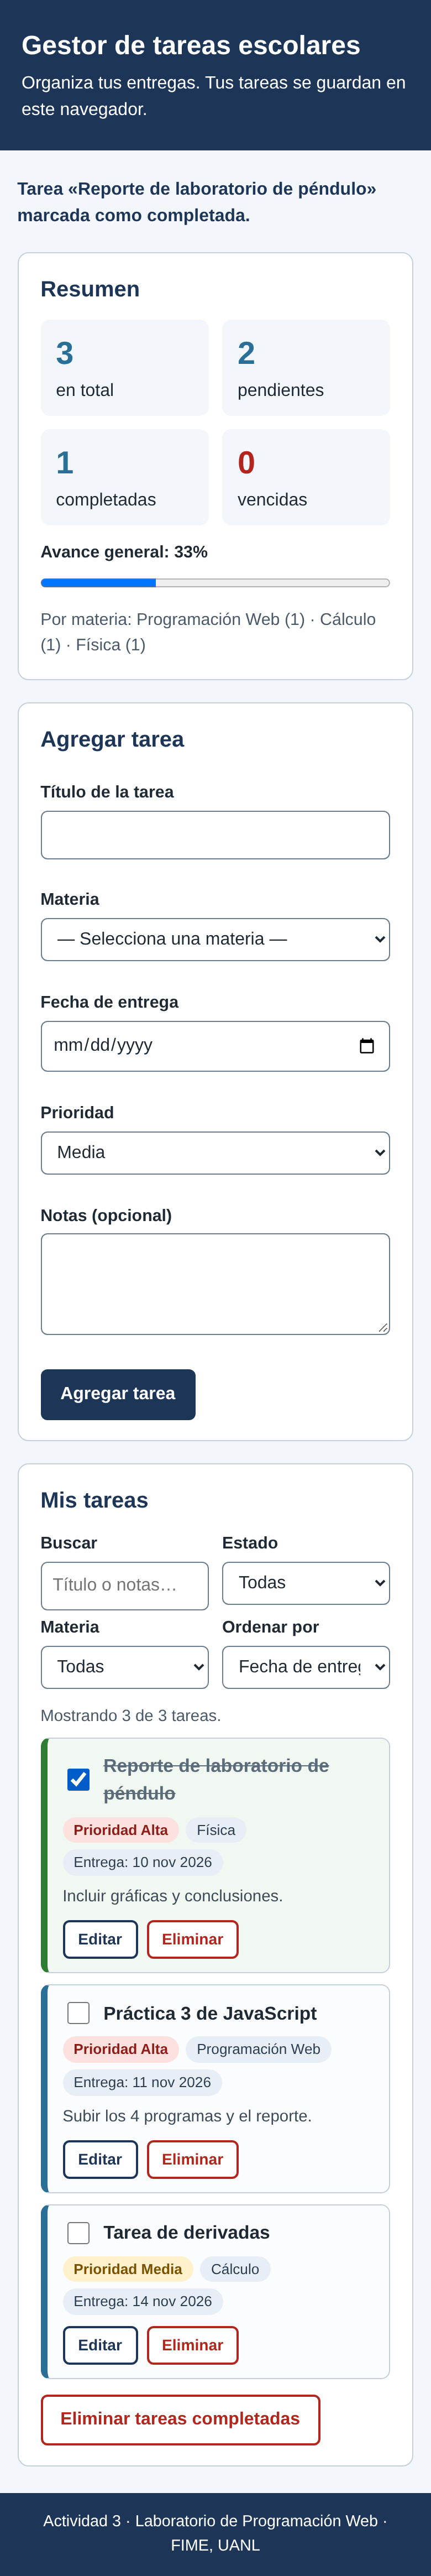 Gestor de tareas escolares
Organiza tus entregas. Tus tareas se guardan en
este navegador.
Tarea «Reporte de laboratorio de péndulo»
marcada como completada.
Resumen
3
en total
2
pendientes
1
completadas
0
vencidas
Avance general: 33%
Por materia: Programación Web (1) · Cálculo
(1) · Física (1)
Agregar tarea
Título de la tarea
Materia
— Selecciona una materia —
Fecha de entrega
mm/dd/yyyy
Prioridad
Media
Notas (opcional)
Agregar tarea
Mis tareas
Buscar
Título o notas…
Estado
Todas
Materia
Todas
Ordenar por
Fecha de entreg
Mostrando 3 de 3 tareas.
Reporte de laboratorio de
péndulo
Prioridad Alta
Física
Entrega: 10 nov 2026
Incluir gráficas y conclusiones.
Editar
Eliminar
Práctica 3 de JavaScript
Prioridad Alta
Programación Web
Entrega: 11 nov 2026
Subir los 4 programas y el reporte.
Editar
Eliminar
Tarea de derivadas
Prioridad Media
Cálculo
Entrega: 14 nov 2026
Editar
Eliminar
Eliminar tareas completadas
Actividad 3 · Laboratorio de Programación Web ·
FIME, UANL